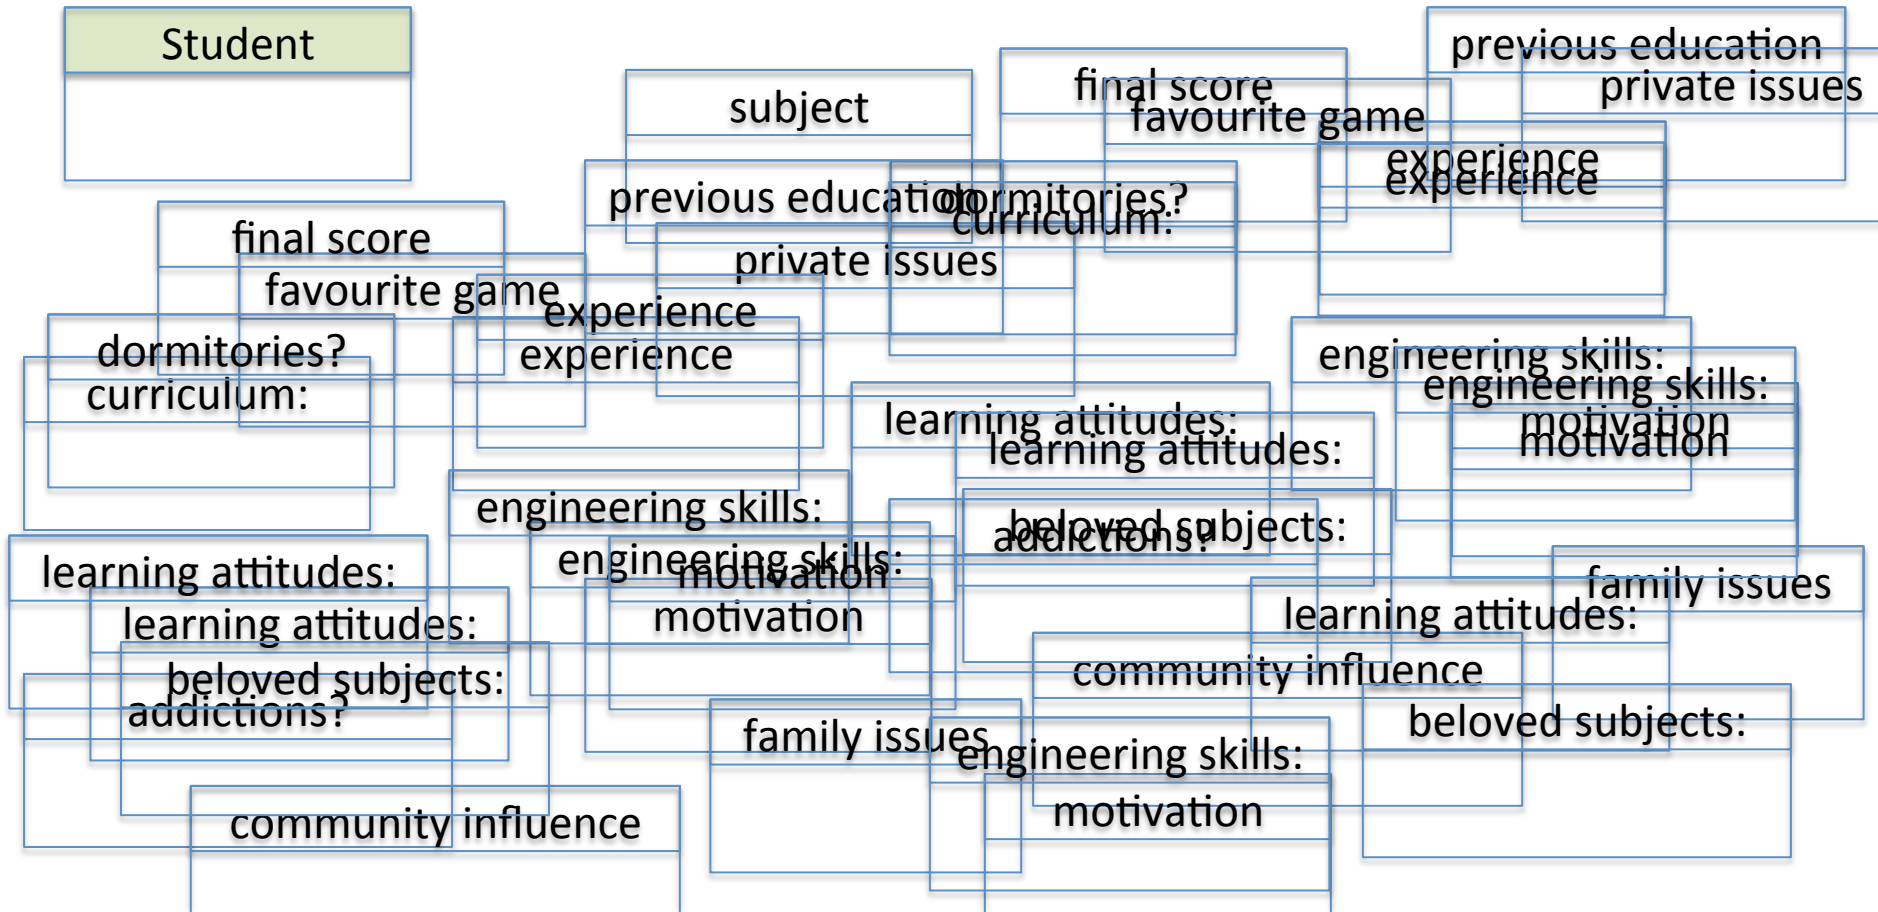 Student
previous education
private issues
final score
favourite game
subject
experience
experience
previous education
dormitories?
curriculum:
private issues
final score
favourite game
experience
experience
dormitories?
curriculum:
engineering skills:
engineering skills:
motivation
motivation
learning attitudes:
learning attitudes:
beloved subjects:
addictions?
engineering skills:
engineering skills:
motivation
motivation
learning attitudes:
learning attitudes:
beloved subjects:
addictions?
family issues
learning attitudes:
community influence
beloved subjects:
family issues
engineering skills:
motivation
community influence